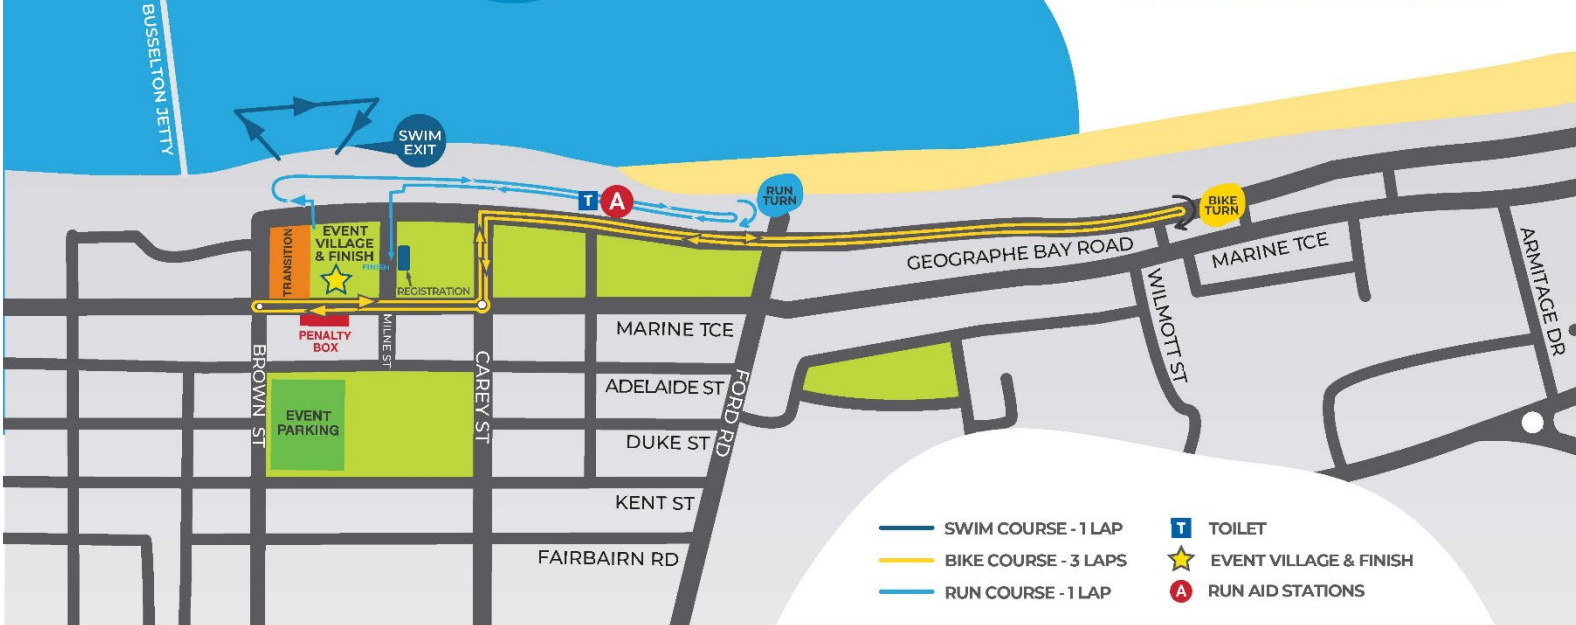 BUSSELTON JETTY
SWIM
EXIT
T
A
RUN
TURN
BIKE
TURN
TRANSITION
EVENT
VILLAGE
& FINISH
FINISH
REGISTRATION
GEOGRAPHE BAY ROAD
MARINE TCE
ARMITAGE DR
WILMOTT ST
PENALTY
BOX
MILNE ST
MARINE TCE
BROWN ST
CAREY ST
ADELAIDE ST
FORD RD
EVENT
PARKING
DUKE ST
KENT ST
FAIRBAIRN RD
SWIM COURSE - 1 LAP
BIKE COURSE - 3 LAPS
RUN COURSE - 1 LAP
T TOILET
EVENT VILLAGE & FINISH
A RUN AID STATIONS